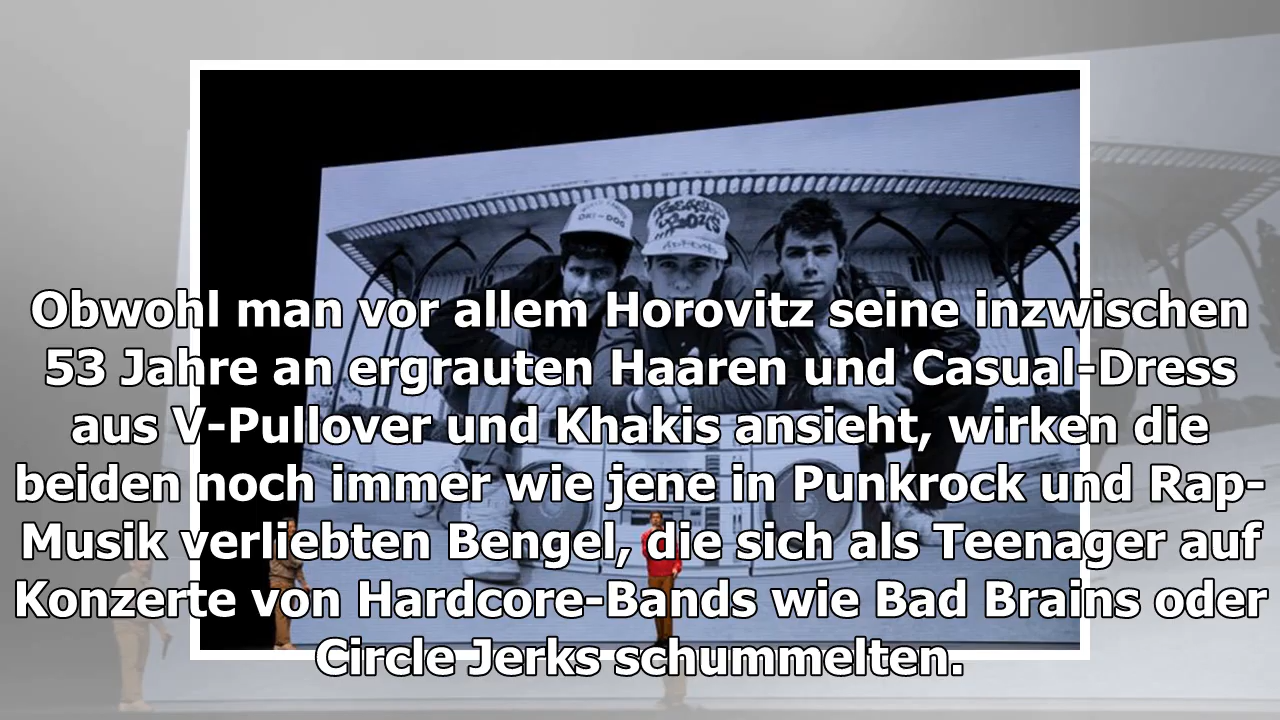 OKI-DOG
Obwohl man vor allem Horovitz seine inzwischen
53 Jahre an ergrauten Haaren und Casual-Dress
aus V-Pullover und Khakis ansieht, wirken die
beiden noch immer wie jene in Punkrock und Rap-
Musik verliebten Bengel, die sich als Teenager auf
Konzerte von Hardcore-Bands wie Bad Brains oder
Circle Jerks schummelten.